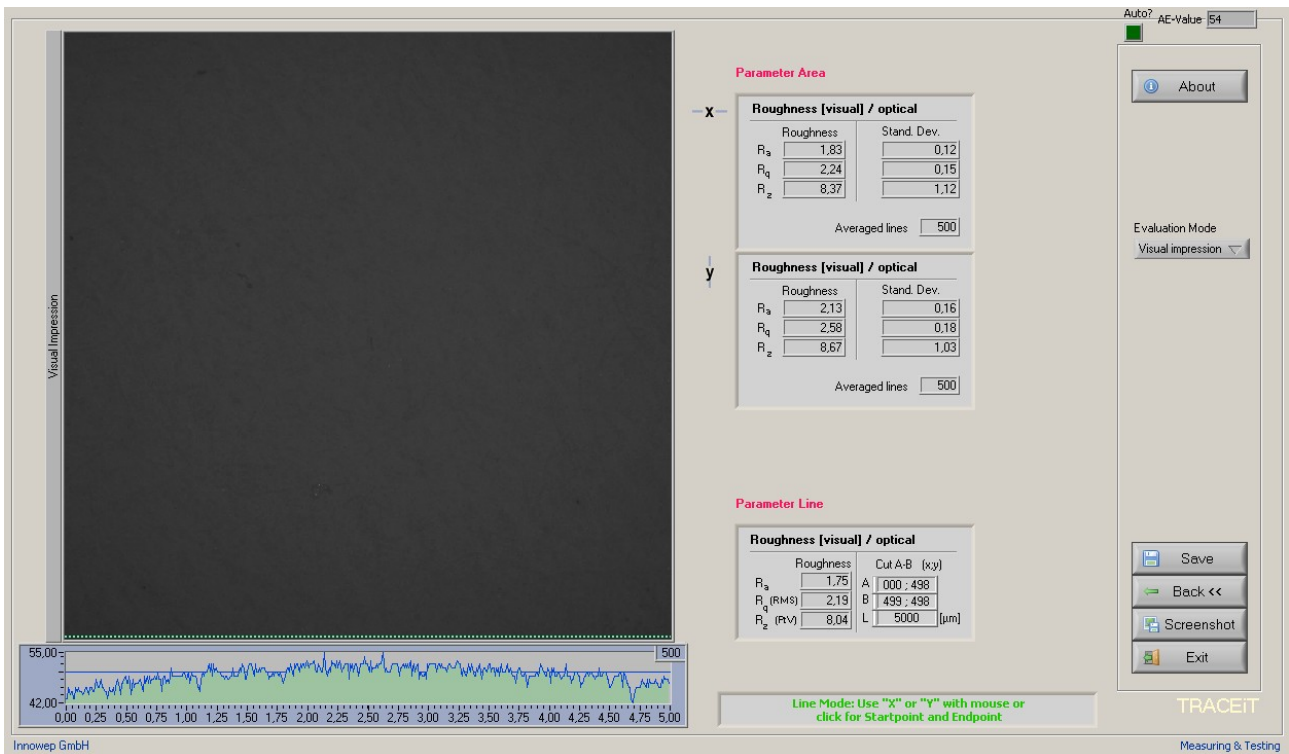 Auto? AE-Value 54
Visual Impression
Parameter Area
x
Roughness [visual] / optical
Roughness Stand. Dev.
Ra 1,83 0,12
Rq 2,24 0,15
Rz 8,37 1,12
Averaged lines 500
y
Roughness [visual] / optical
Roughness Stand. Dev.
Ra 2,13 0,16
Rq 2,58 0,18
Rz 8,67 1,03
Averaged lines 500
Parameter Line
Roughness [visual] / optical
Roughness Cut A-B (x;y)
Ra 1,75 A 000 ; 498
Rq (RMS) 2,19 B 499 ; 498
Rz (PtV) 8,04 L 5000 [µm]
Line Mode: Use "X" or "Y" with mouse or
click for Startpoint and Endpoint
About
Evaluation Mode
Visual impression
Save
Back <<
Screenshot
Exit
TRACEiT
55,00 500
42,00
0,00 0,25 0,50 0,75 1,00 1,25 1,50 1,75 2,00 2,25 2,50 2,75 3,00 3,25 3,50 3,75 4,00 4,25 4,50 4,75 5,00
Innowep GmbH Measuring & Testing